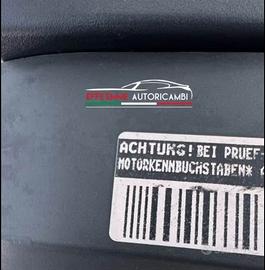 AUTORICAMBI
ACHTUNG! BEI PRUEF-
MOTORKENNBUCHSTABEN*